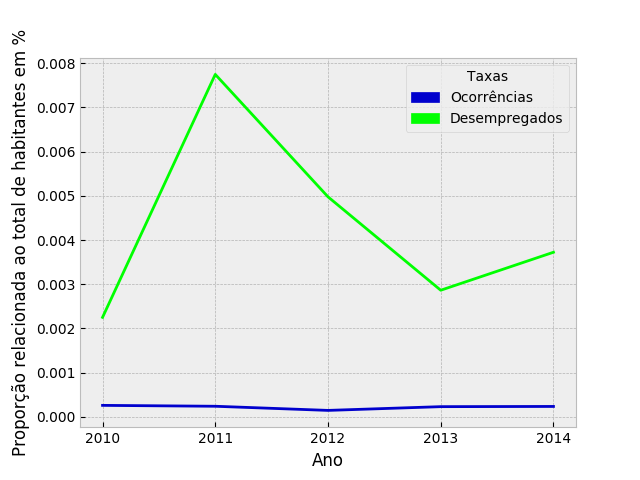 Proporção relacionada ao total de habitantes em %
0.008
0.007
0.006
0.005
0.004
0.003
0.002
0.001
0.000
Taxas
Ocorrências
Desempregados
2010 2011 2012 2013 2014
Ano